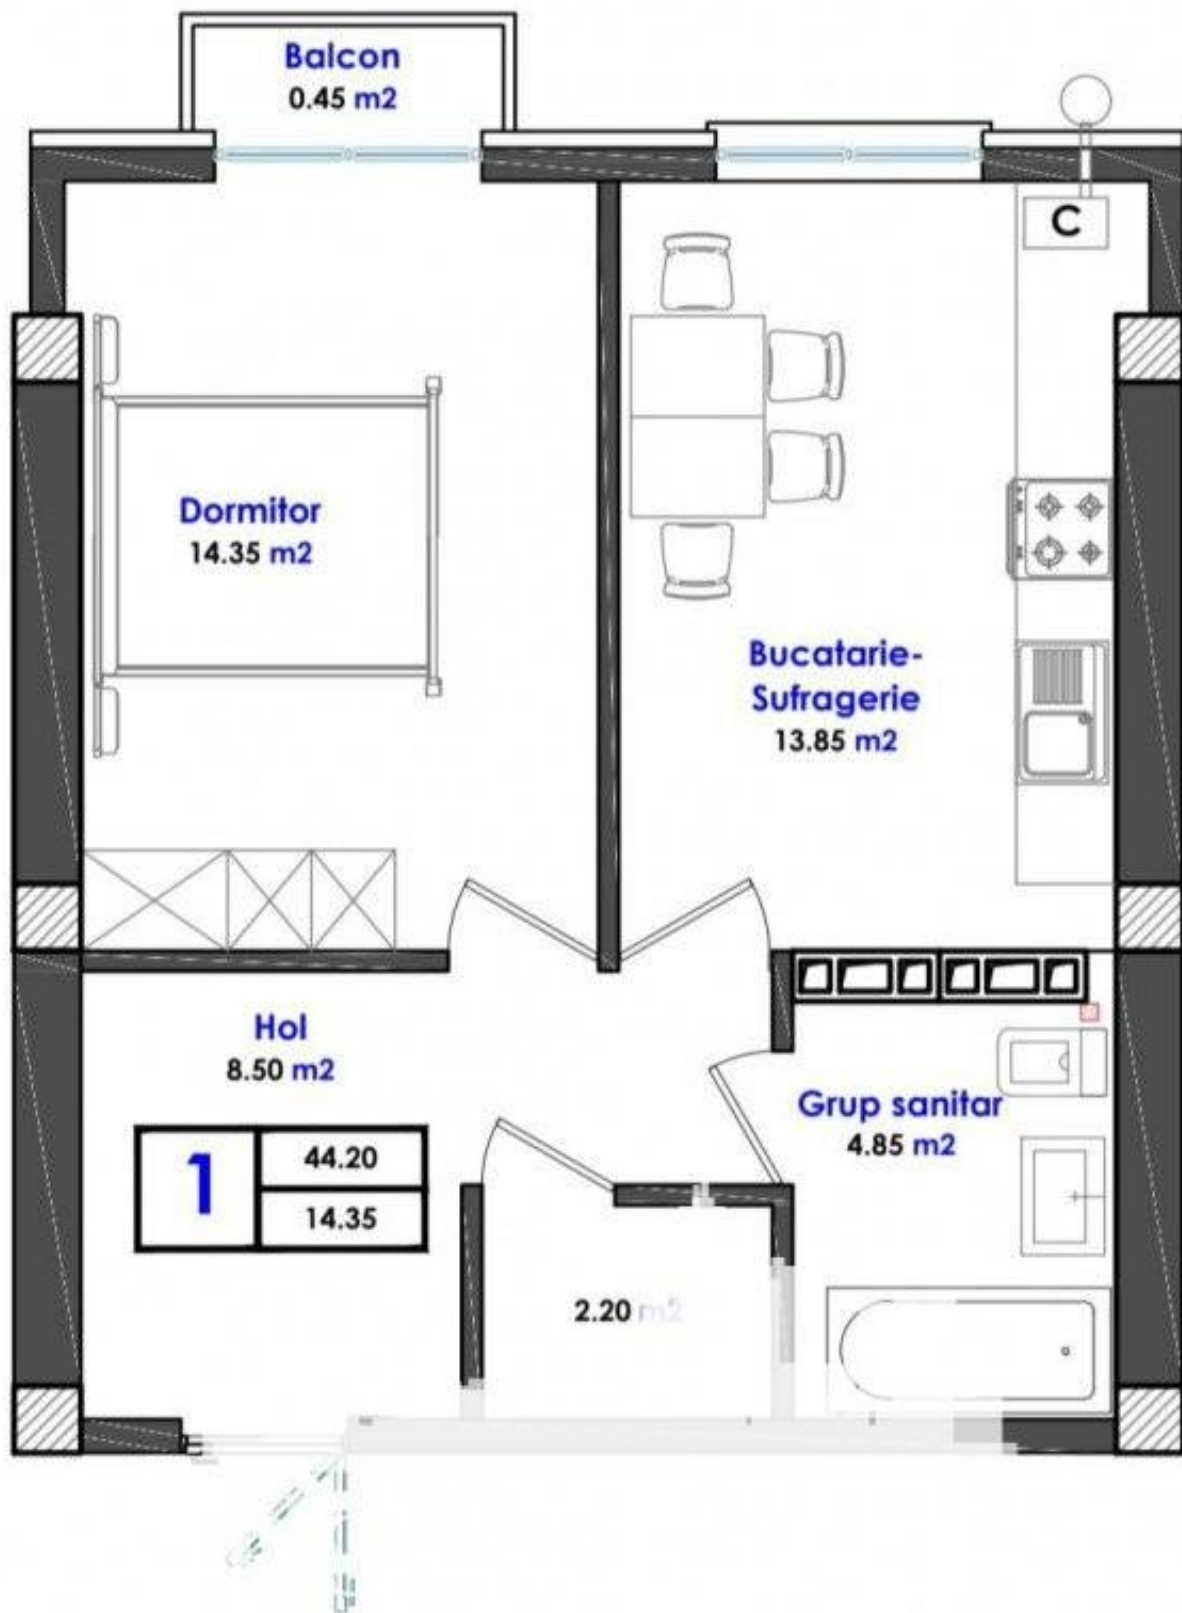 Balcon
0.45 m2
C
Dormitor
14.35 m2
Bucatarie-
Sufragerie
13.85 m2
Hol
8.50 m2
Grup sanitar
4.85 m2
1
44.20
14.35
2.20 m2